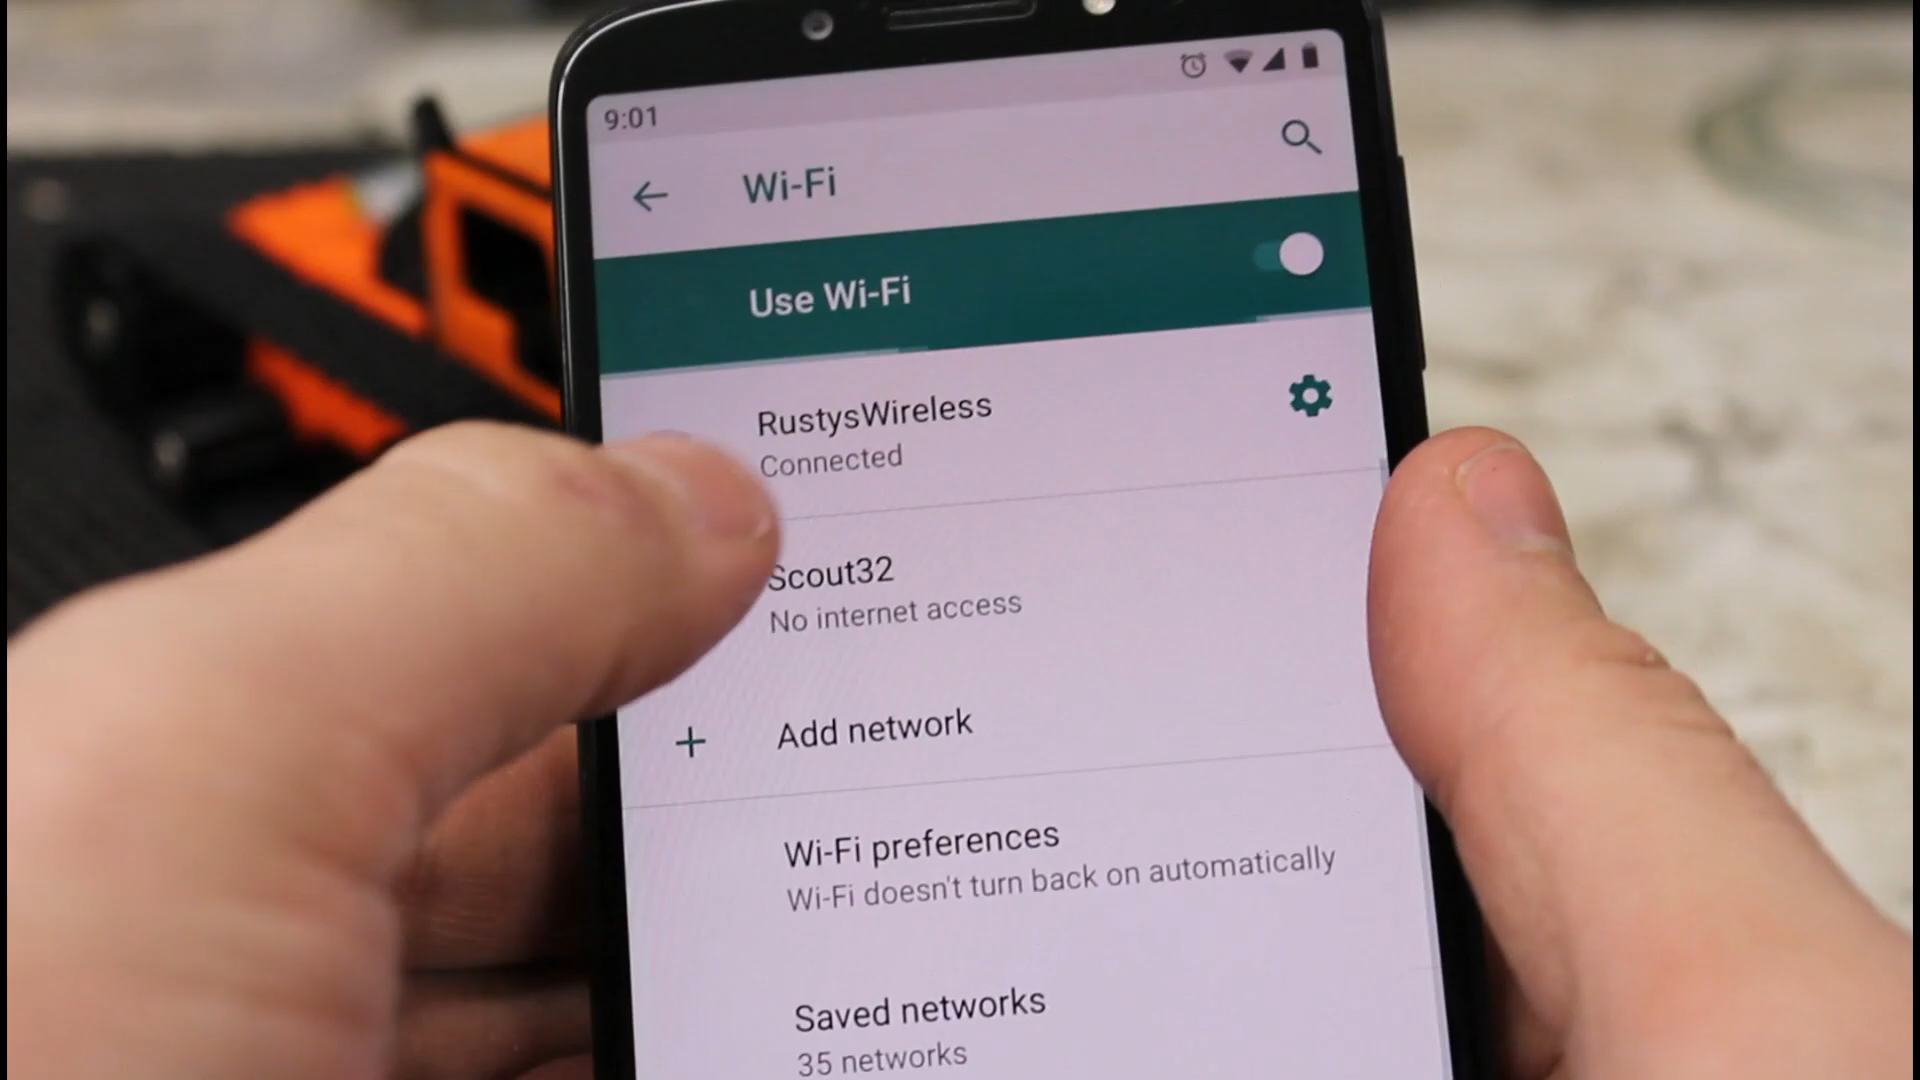 9:01
Wi-Fi
Use Wi-Fi
RustysWireless
Connected
Scout32
No internet access
Add network
Wi-Fi preferences
Wi-Fi doesn't turn back on automatically
Saved networks
35 networks